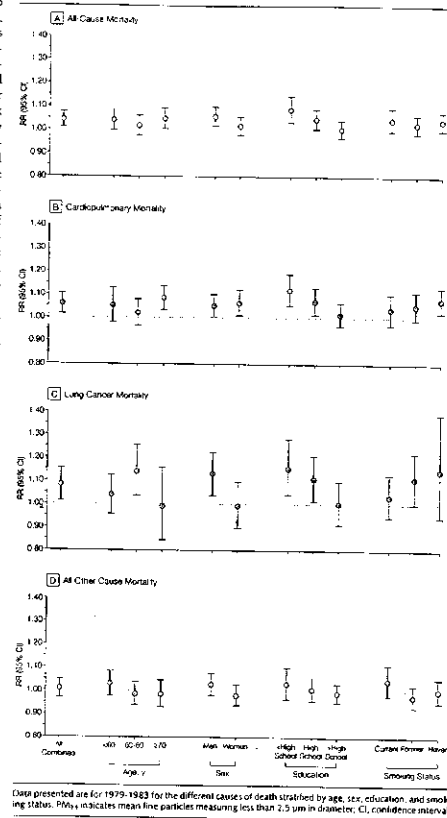 A All-Cause Mortality
1.40
1.30
1.20
1.10
1.00
0.90
0.80
RR (95% CI)
B Cardiopulmonary Mortality
1.40
1.30
1.20
1.10
1.00
0.90
0.80
RR (95% CI)
C Lung Cancer Mortality
1.40
1.30
1.20
1.10
1.00
0.90
0.80
RR (95% CI)
D All Other Cause Mortality
1.40
1.30
1.20
1.10
1.00
0.90
0.80
RR (95% CI)
All Combined
<60 60-69 ≥70
Men Women
<High School High School >High School
Current Former Never
Age, y Sex Education Smoking Status
Data presented are for 1979-1983 for the different causes of death stratified by age, sex, education, and smok-
ing status. PM2.5 indicates mean fine particles measuring less than 2.5 µm in diameter; CI, confidence interva